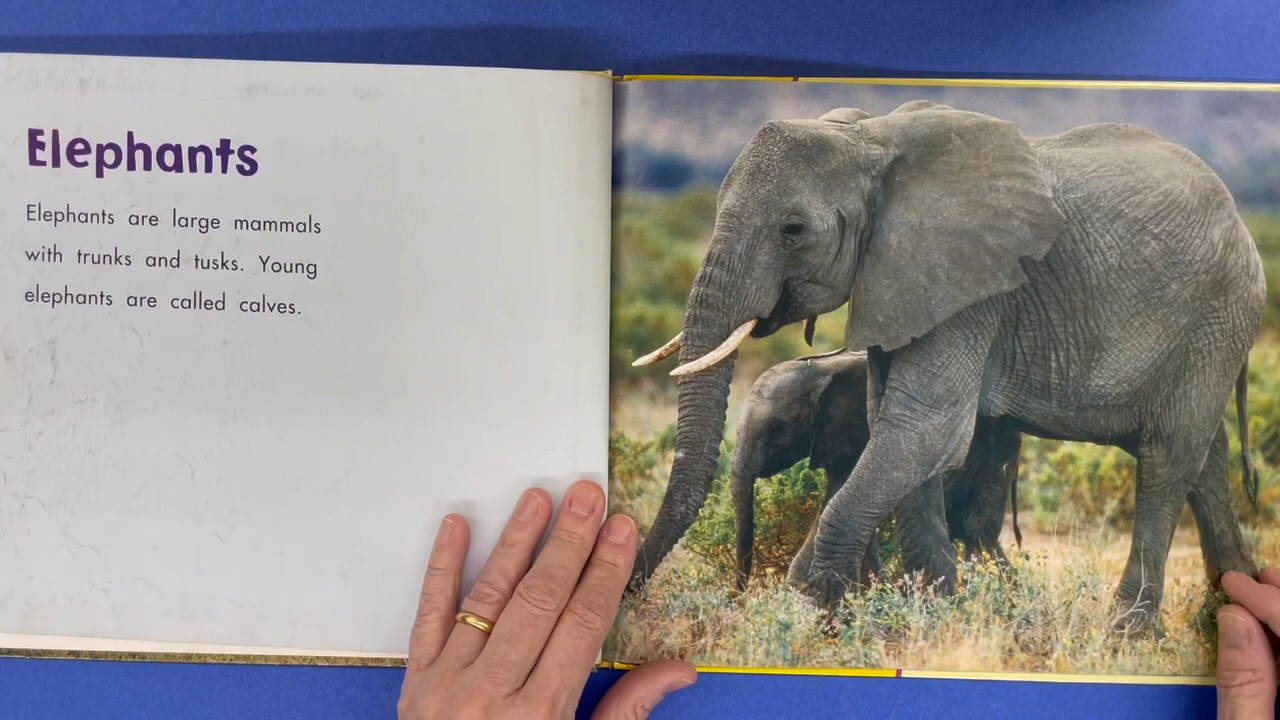 Elephants
Elephants are large mammals
with trunks and tusks. Young
elephants are called calves.